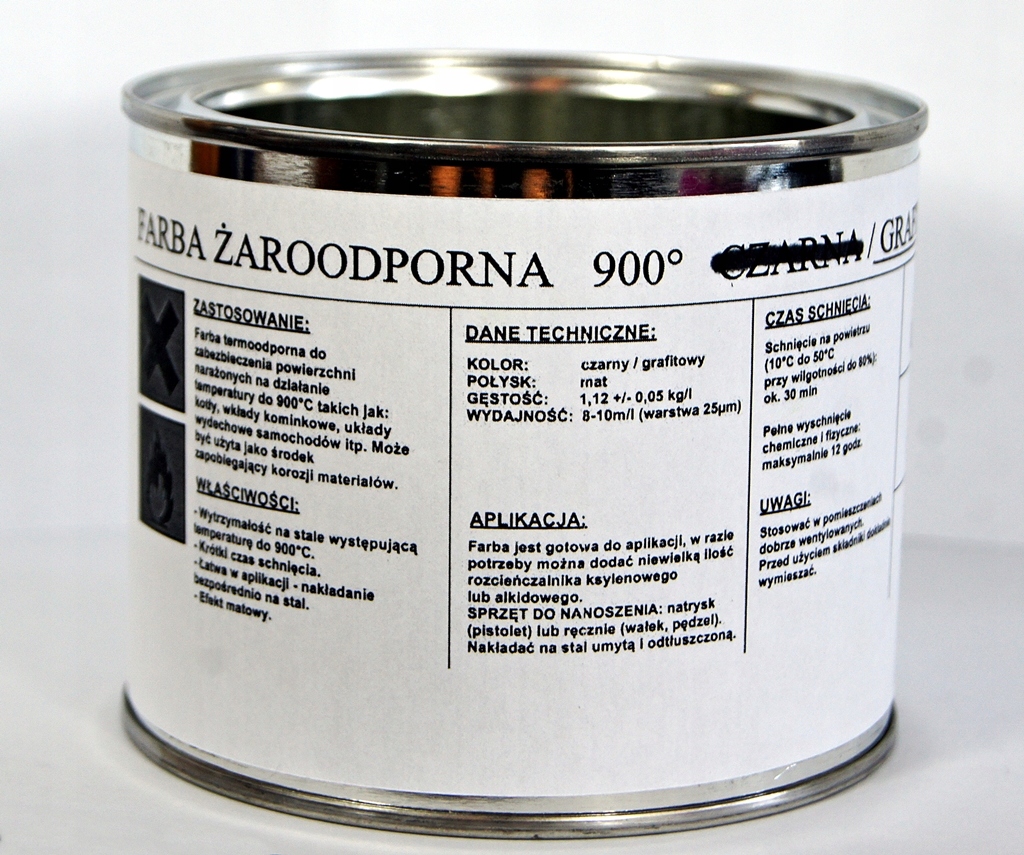 FARBA ŻAROODPORNA 900° CZARNA / GRAF
ZASTOSOWANIE:
Farba termoodporna do
zabezbieczenia powierzchni
narażonych na działanie
temperatury do 900°C takich jak:
kotły, wkłady kominkowe, układy
wydechowe samochodów itp. Może
być użyta jako środek
zapobiegający korozji materiałów.
WŁAŚCIWOŚCI:
- Wytrzymałość na stale występującą
temperaturę do 900°C.
- Krótki czas schnięcia.
- Łatwa w aplikacji - nakładanie
bezpośrednio na stal.
- Efekt matowy.
DANE TECHNICZNE:
KOLOR: czarny / grafitowy
POŁYSK: mat
GĘSTOŚĆ: 1,12 +/- 0,05 kg/l
WYDAJNOŚĆ: 8-10m/l (warstwa 25µm)
APLIKACJA:
Farba jest gotowa do aplikacji, w razie
potrzeby można dodać niewielką ilość
rozcieńczalnika ksylenowego
lub alkidowego.
SPRZĘT DO NANOSZENIA: natrysk
(pistolet) lub ręcznie (wałek, pędzel).
Nakładać na stal umytą i odtłuszczoną.
CZAS SCHNIĘCIA:
Schnięcie na powietrzu
(10°C do 50°C
przy wilgotności do 80%):
ok. 30 min
Pełne wyschnięcie
chemiczne i fizyczne:
maksymalnie 12 godz.
UWAGI:
Stosować w pomieszczeniach
dobrze wentylowanych.
Przed użyciem składniki dokładnie
wymieszać.